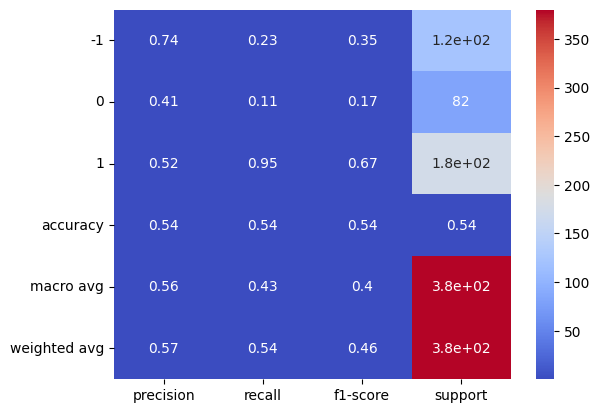 -1 0.74 0.23 0.35 1.2e+02
0 0.41 0.11 0.17 82
1 0.52 0.95 0.67 1.8e+02
accuracy 0.54 0.54 0.54 0.54
macro avg 0.56 0.43 0.4 3.8e+02
weighted avg 0.57 0.54 0.46 3.8e+02
precision recall f1-score support
350
300
250
200
150
100
50